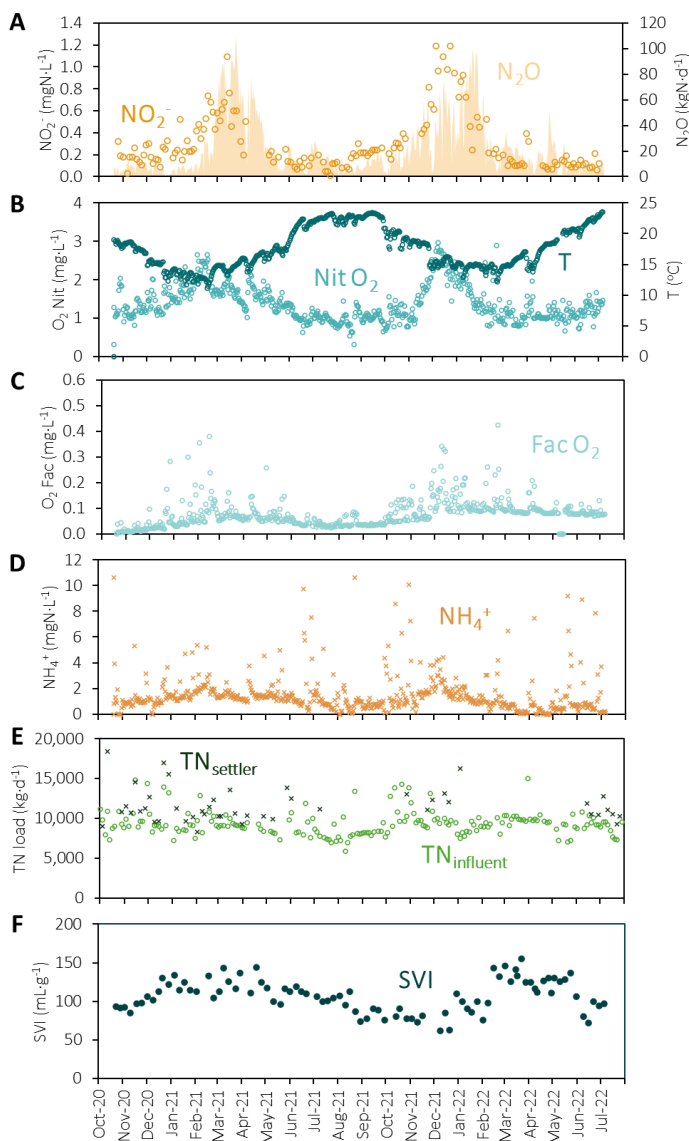 A
NO₂⁻ (mgN·L⁻¹)
1.4
1.2
1.0
0.8
0.6
0.4
0.2
0.0
NO₂⁻
N₂O
120
100
80
60
40
20
0
N₂O (kgN·d⁻¹)
B
O₂ Nit (mg·L⁻¹)
4
3
2
1
0
Nit O₂
T
25
20
15
10
5
0
T (°C)
C
O₂ Fac (mg·L⁻¹)
0.6
0.5
0.4
0.3
0.2
0.1
0.0
Fac O₂
D
NH₄⁺ (mgN·L⁻¹)
12
10
8
6
4
2
0
NH₄⁺
E
TN load (kg·d⁻¹)
20,000
15,000
10,000
5,000
0
TNsettler
TNinfluent
F
SVI (mL·g⁻¹)
200
150
100
50
0
SVI
Oct-20
Nov-20
Dec-20
Jan-21
Feb-21
Mar-21
Apr-21
May-21
Jun-21
Jul-21
Aug-21
Sep-21
Oct-21
Nov-21
Dec-21
Jan-22
Feb-22
Mar-22
Apr-22
May-22
Jun-22
Jul-22